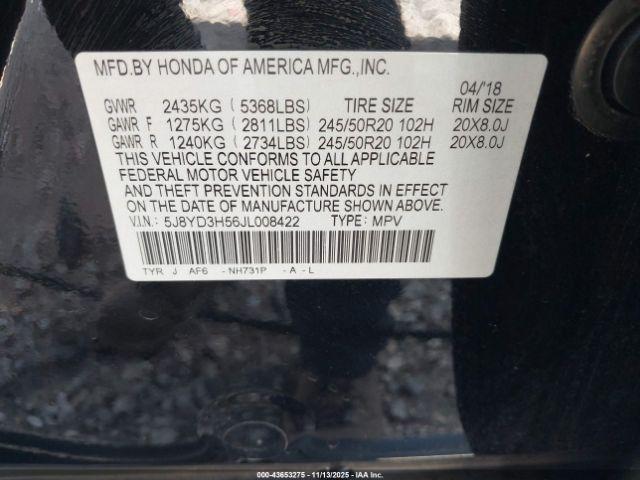 MFD.BY HONDA OF AMERICA MFG.,INC.
04/'18
GVWR 2435KG (5368LBS) TIRE SIZE RIM SIZE
GAWR F 1275KG (2811LBS) 245/50R20 102H 20X8.0J
GAWR R 1240KG (2734LBS) 245/50R20 102H 20X8.0J
THIS VEHICLE CONFORMS TO ALL APPLICABLE
FEDERAL MOTOR VEHICLE SAFETY
AND THEFT PREVENTION STANDARDS IN EFFECT
ON THE DATE OF MANUFACTURE SHOWN ABOVE.
V.I.N.: 5J8YD3H56JL008422 TYPE: MPV
TYR J AF6 - NH731P - A - L
000-43653275 - 11/13/2025 - IAA Inc.